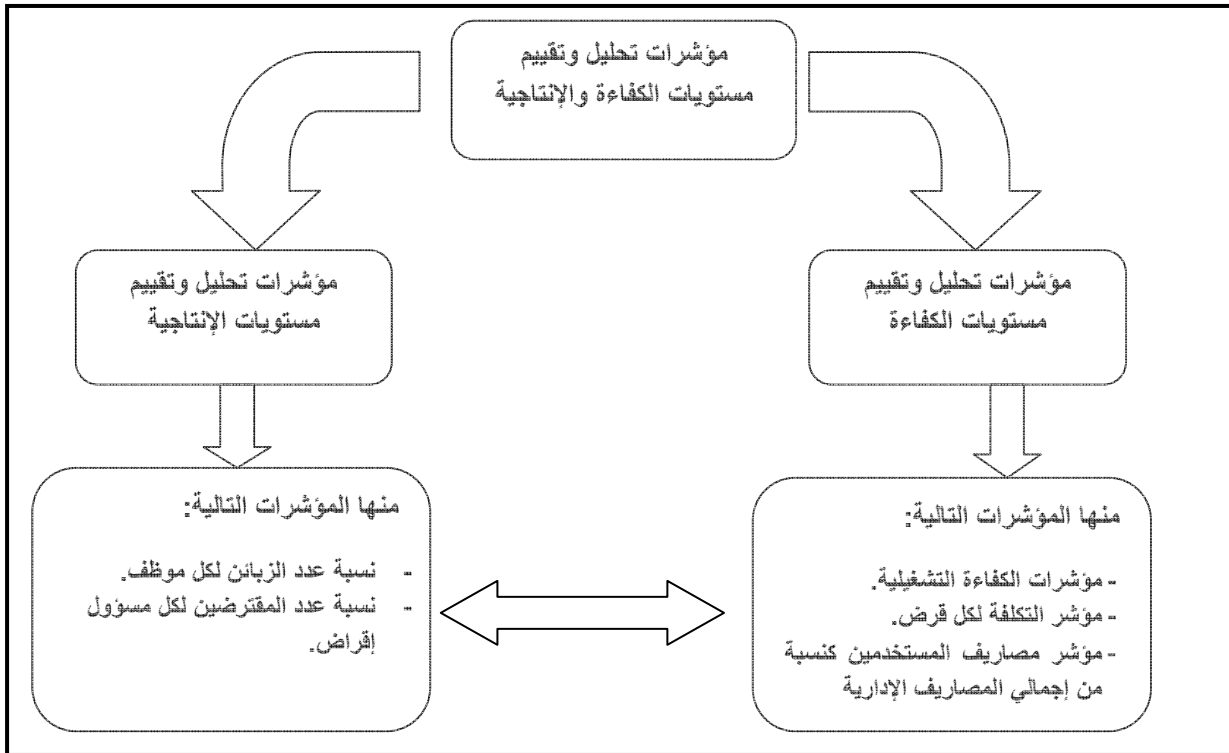 مؤشرات تحليل وتقييم
مستويات الكفاءة والإنتاجية
مؤشرات تحليل وتقييم
مستويات الكفاءة
مؤشرات تحليل وتقييم
مستويات الإنتاجية
منها المؤشرات التالية:
- مؤشرات الكفاءة التشغيلية.
- مؤشر التكلفة لكل قرض.
- مؤشر مصاريف المستخدمين كنسبة
من إجمالي المصاريف الإدارية
منها المؤشرات التالية:
- نسبة عدد الزبائن لكل موظف.
- نسبة عدد المقترضين لكل مسؤول
إقراض.